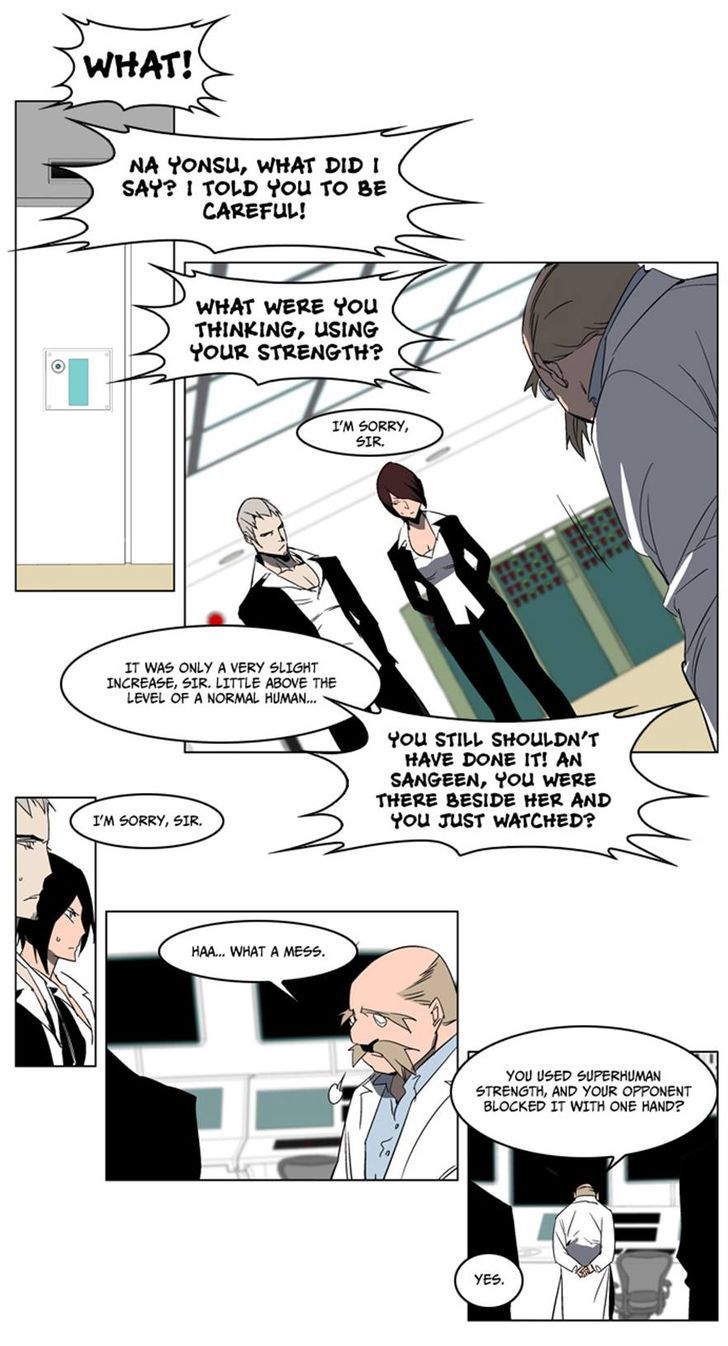 WHAT!
NA YONSU, WHAT DID I
SAY? I TOLD YOU TO BE
CAREFUL!
WHAT WERE YOU
THINKING, USING
YOUR STRENGTH?
I'M SORRY,
SIR.
IT WAS ONLY A VERY SLIGHT
INCREASE, SIR. LITTLE ABOVE THE
LEVEL OF A NORMAL HUMAN...
YOU STILL SHOULDN'T
HAVE DONE IT! AN
SANGEEN, YOU WERE
THERE BESIDE HER AND
YOU JUST WATCHED?
I'M SORRY, SIR.
HAA... WHAT A MESS.
YOU USED SUPERHUMAN
STRENGTH, AND YOUR OPPONENT
BLOCKED IT WITH ONE HAND?
YES.